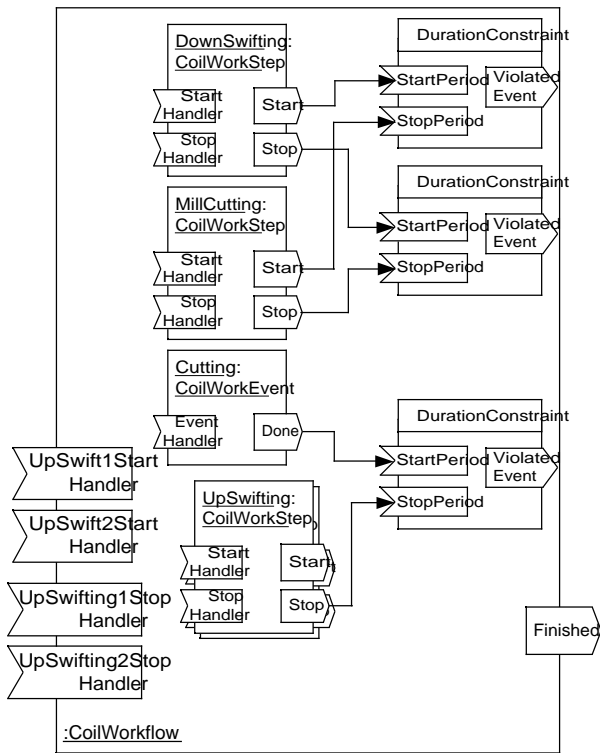 DownSwifting:
CoilWorkStep
Start
Handler
Start
Stop
Handler
Stop
DurationConstraint
StartPeriod
Violated
Event
StopPeriod
MillCutting:
CoilWorkStep
Start
Handler
Start
Stop
Handler
Stop
DurationConstraint
StartPeriod
Violated
Event
StopPeriod
Cutting:
CoilWorkEvent
Event
Handler
Done
DurationConstraint
StartPeriod
Violated
Event
StopPeriod
UpSwift1Start
Handler
UpSwift2Start
Handler
UpSwifting1Stop
Handler
UpSwifting2Stop
Handler
UpSwifting:
CoilWorkStep
Start
Handler
Start
Stop
Handler
Stop
Finished
:CoilWorkflow